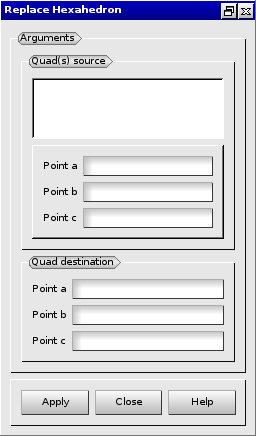 Replace Hexahedron
Arguments
Quad(s) source
Point a
Point b
Point c
Quad destination
Point a
Point b
Point c
Apply Close Help